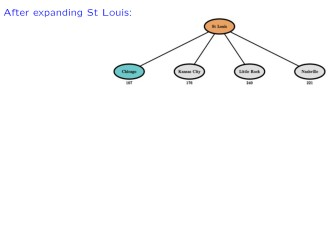 After expanding St Louis:
St Louis
Chicago
Kansas City
Little Rock
Nashville